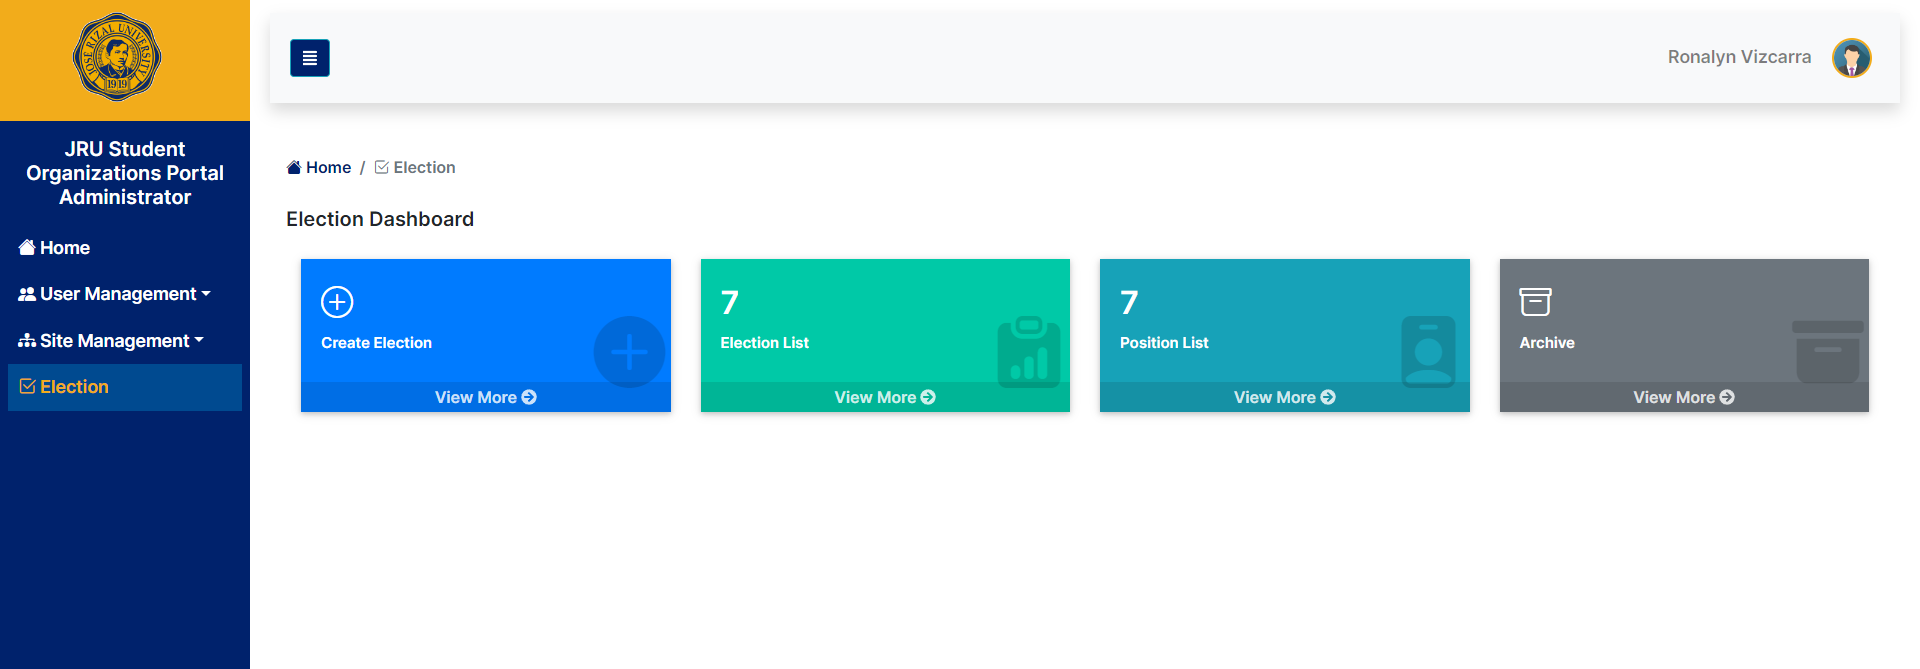 JOSE RIZAL UNIVERSITY
1919
JRU Student
Organizations Portal
Administrator
Home
User Management
Site Management
Election
Ronalyn Vizcarra
Home / Election
Election Dashboard
Create Election
View More
7
Election List
View More
7
Position List
View More
Archive
View More